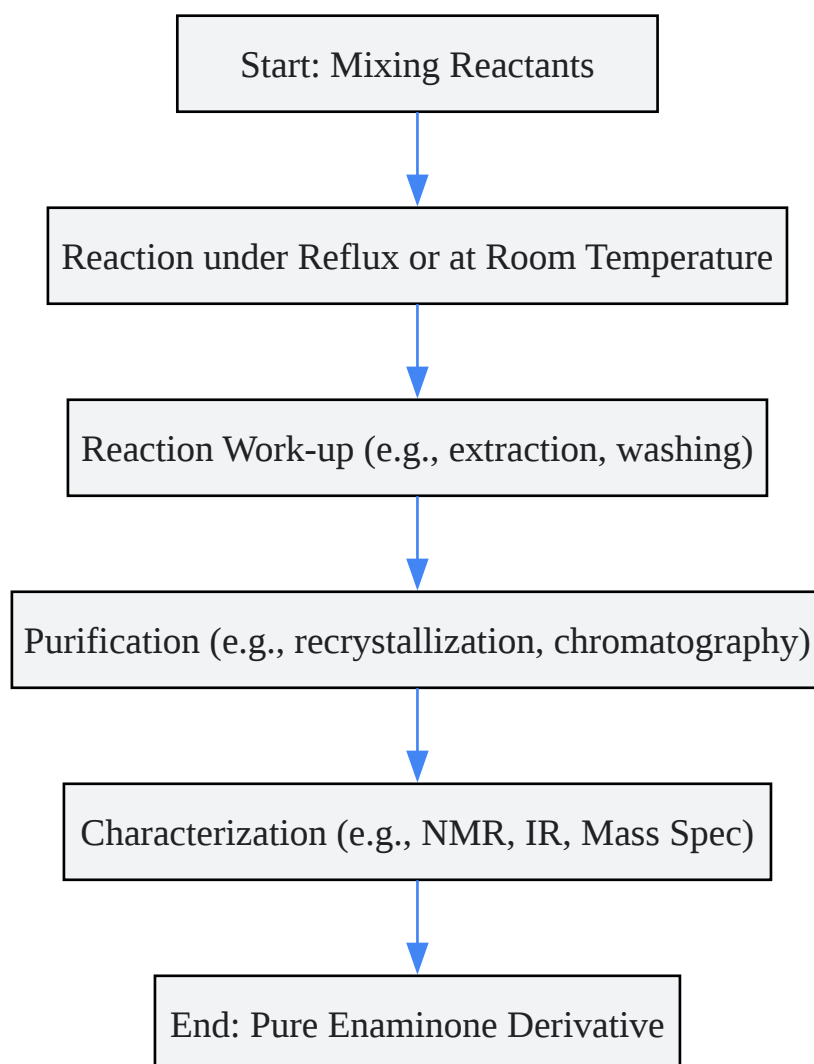 Start: Mixing Reactants
Reaction under Reflux or at Room Temperature
Reaction Work-up (e.g., extraction, washing)
Purification (e.g., recrystallization, chromatography)
Characterization (e.g., NMR, IR, Mass Spec)
End: Pure Enaminone Derivative